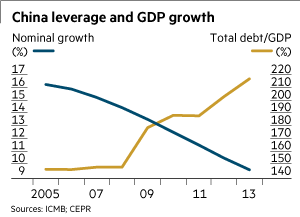 China leverage and GDP growth
Nominal growth Total debt/GDP
(%) (%)
17 220
16 210
15 200
14 190
13 180
12 170
11 160
10 150
9 140
2005 07 09 11 13
Sources: ICMB; CEPR